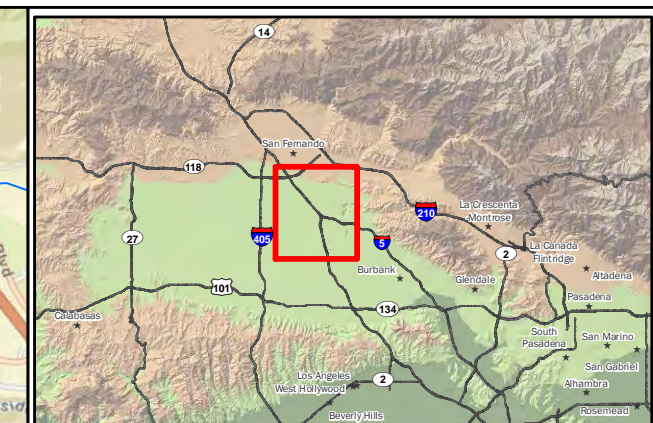 14
San Fernando
118
Blvd
La Crescenta
-Montrose
210
27
405
5
2
La Canada
Flintridge
Burbank
Glendale
Altadena
101
Pasadena
134
Calabasas
South
Pasadena
San Marino
San Gabriel
Los Angeles
2
West Hollywood
Alhambra
Beverly Hills
Rosemead